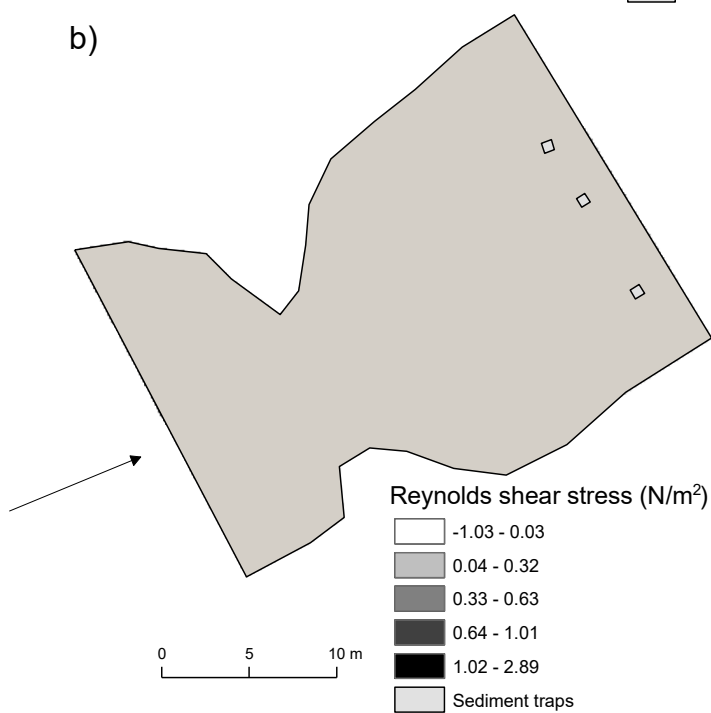 b)
Reynolds shear stress (N/m²)
-1.03 - 0.03
0.04 - 0.32
0.33 - 0.63
0.64 - 1.01
1.02 - 2.89
Sediment traps
0 5 10 m